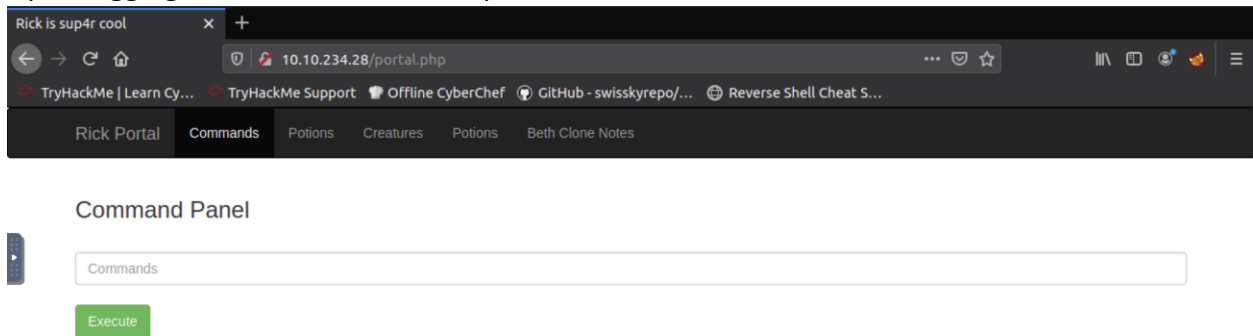 Rick is sup4r cool
10.10.234.28/portal.php
TryHackMe | Learn Cy... TryHackMe Support Offline CyberChef GitHub - swisskyrepo/... Reverse Shell Cheat S...
Rick Portal Commands Potions Creatures Potions Beth Clone Notes
Command Panel
Commands
Execute